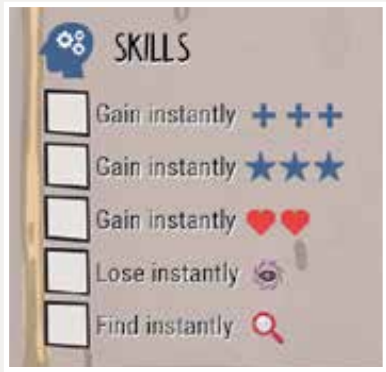 SKILLS
Gain instantly +++
Gain instantly ★★★
Gain instantly ♥♥
Lose instantly
Find instantly